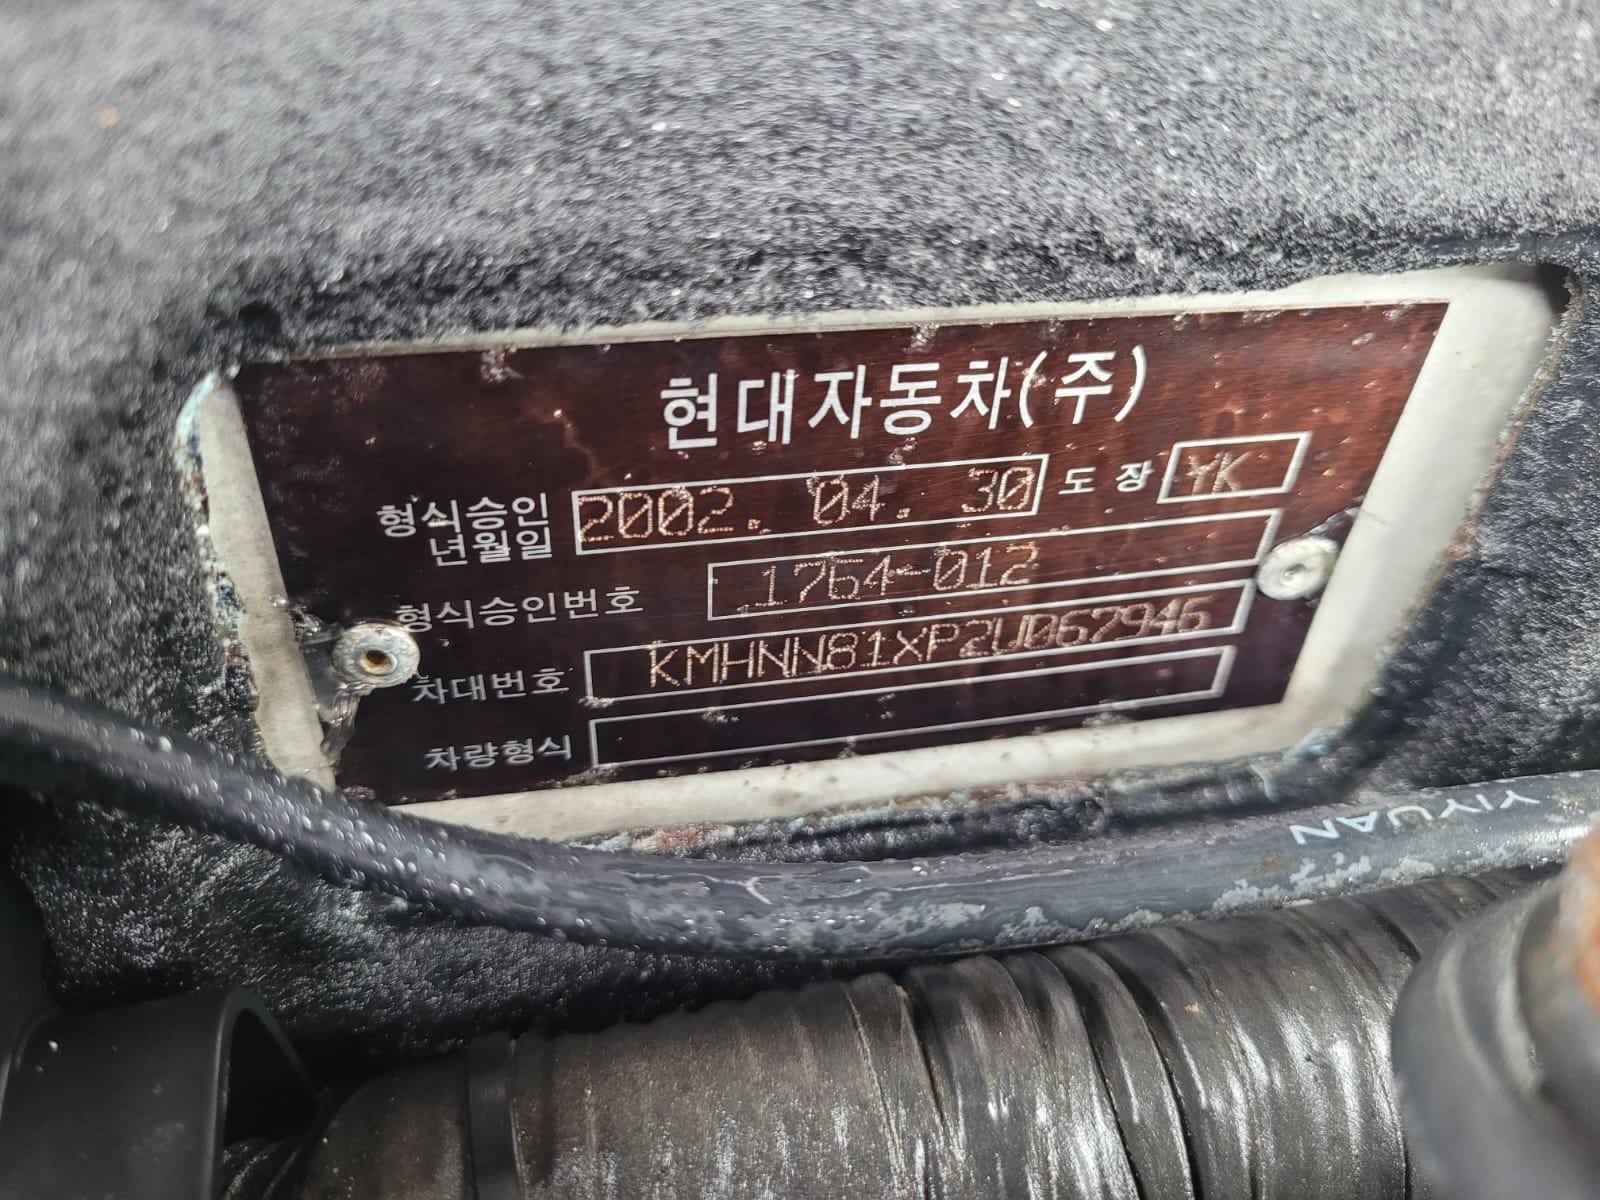 현대자동차(주)
형식승인 년월일 2002. 04. 30 도장 YK
형식승인번호 1764-012
차대번호 KMHNN81XP2U067946
차량형식
YIYUAN